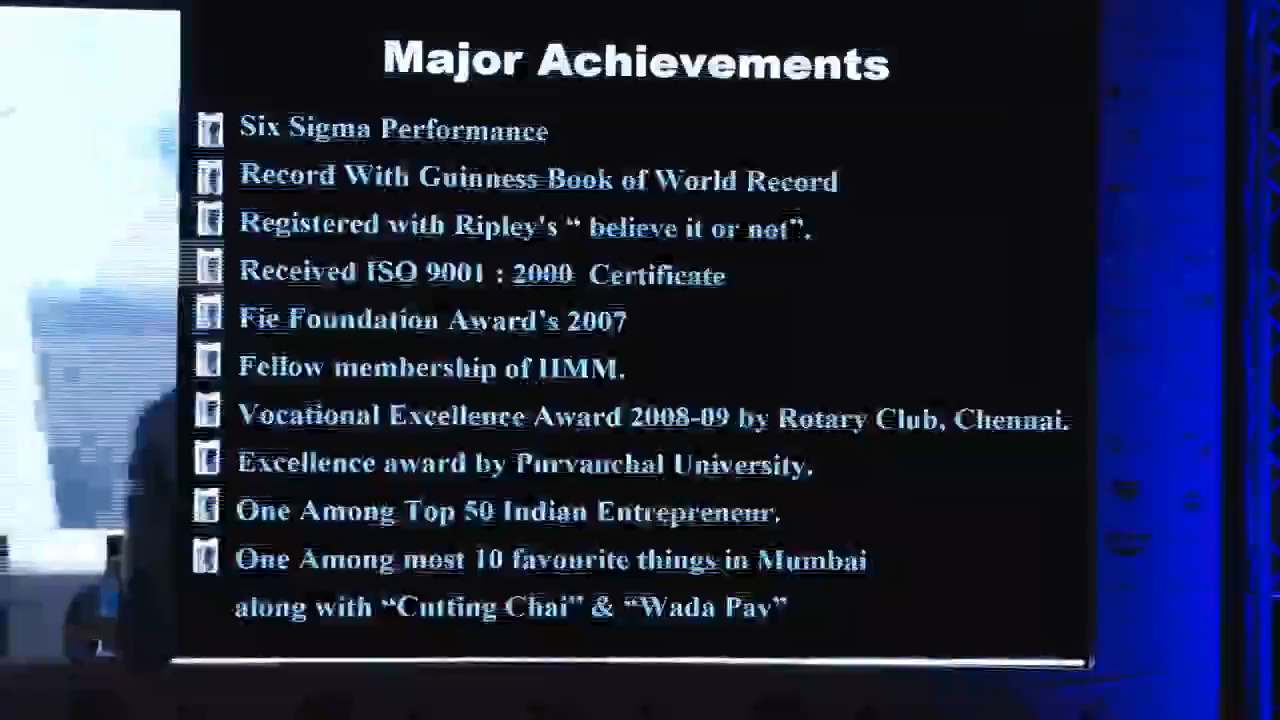 Major Achievements
Six Sigma Performance
Record With Guinness Book of World Record
Registered with Ripley's “ believe it or not”.
Received ISO 9001 : 2000 Certificate
Fie Foundation Award's 2007
Fellow membership of IIMM.
Vocational Excellence Award 2008-09 by Rotary Club, Chennai.
Excellence award by Purvanchal University.
One Among Top 50 Indian Entrepreneur.
One Among most 10 favourite things in Mumbai
along with “Cutting Chai” & “Wada Pav”